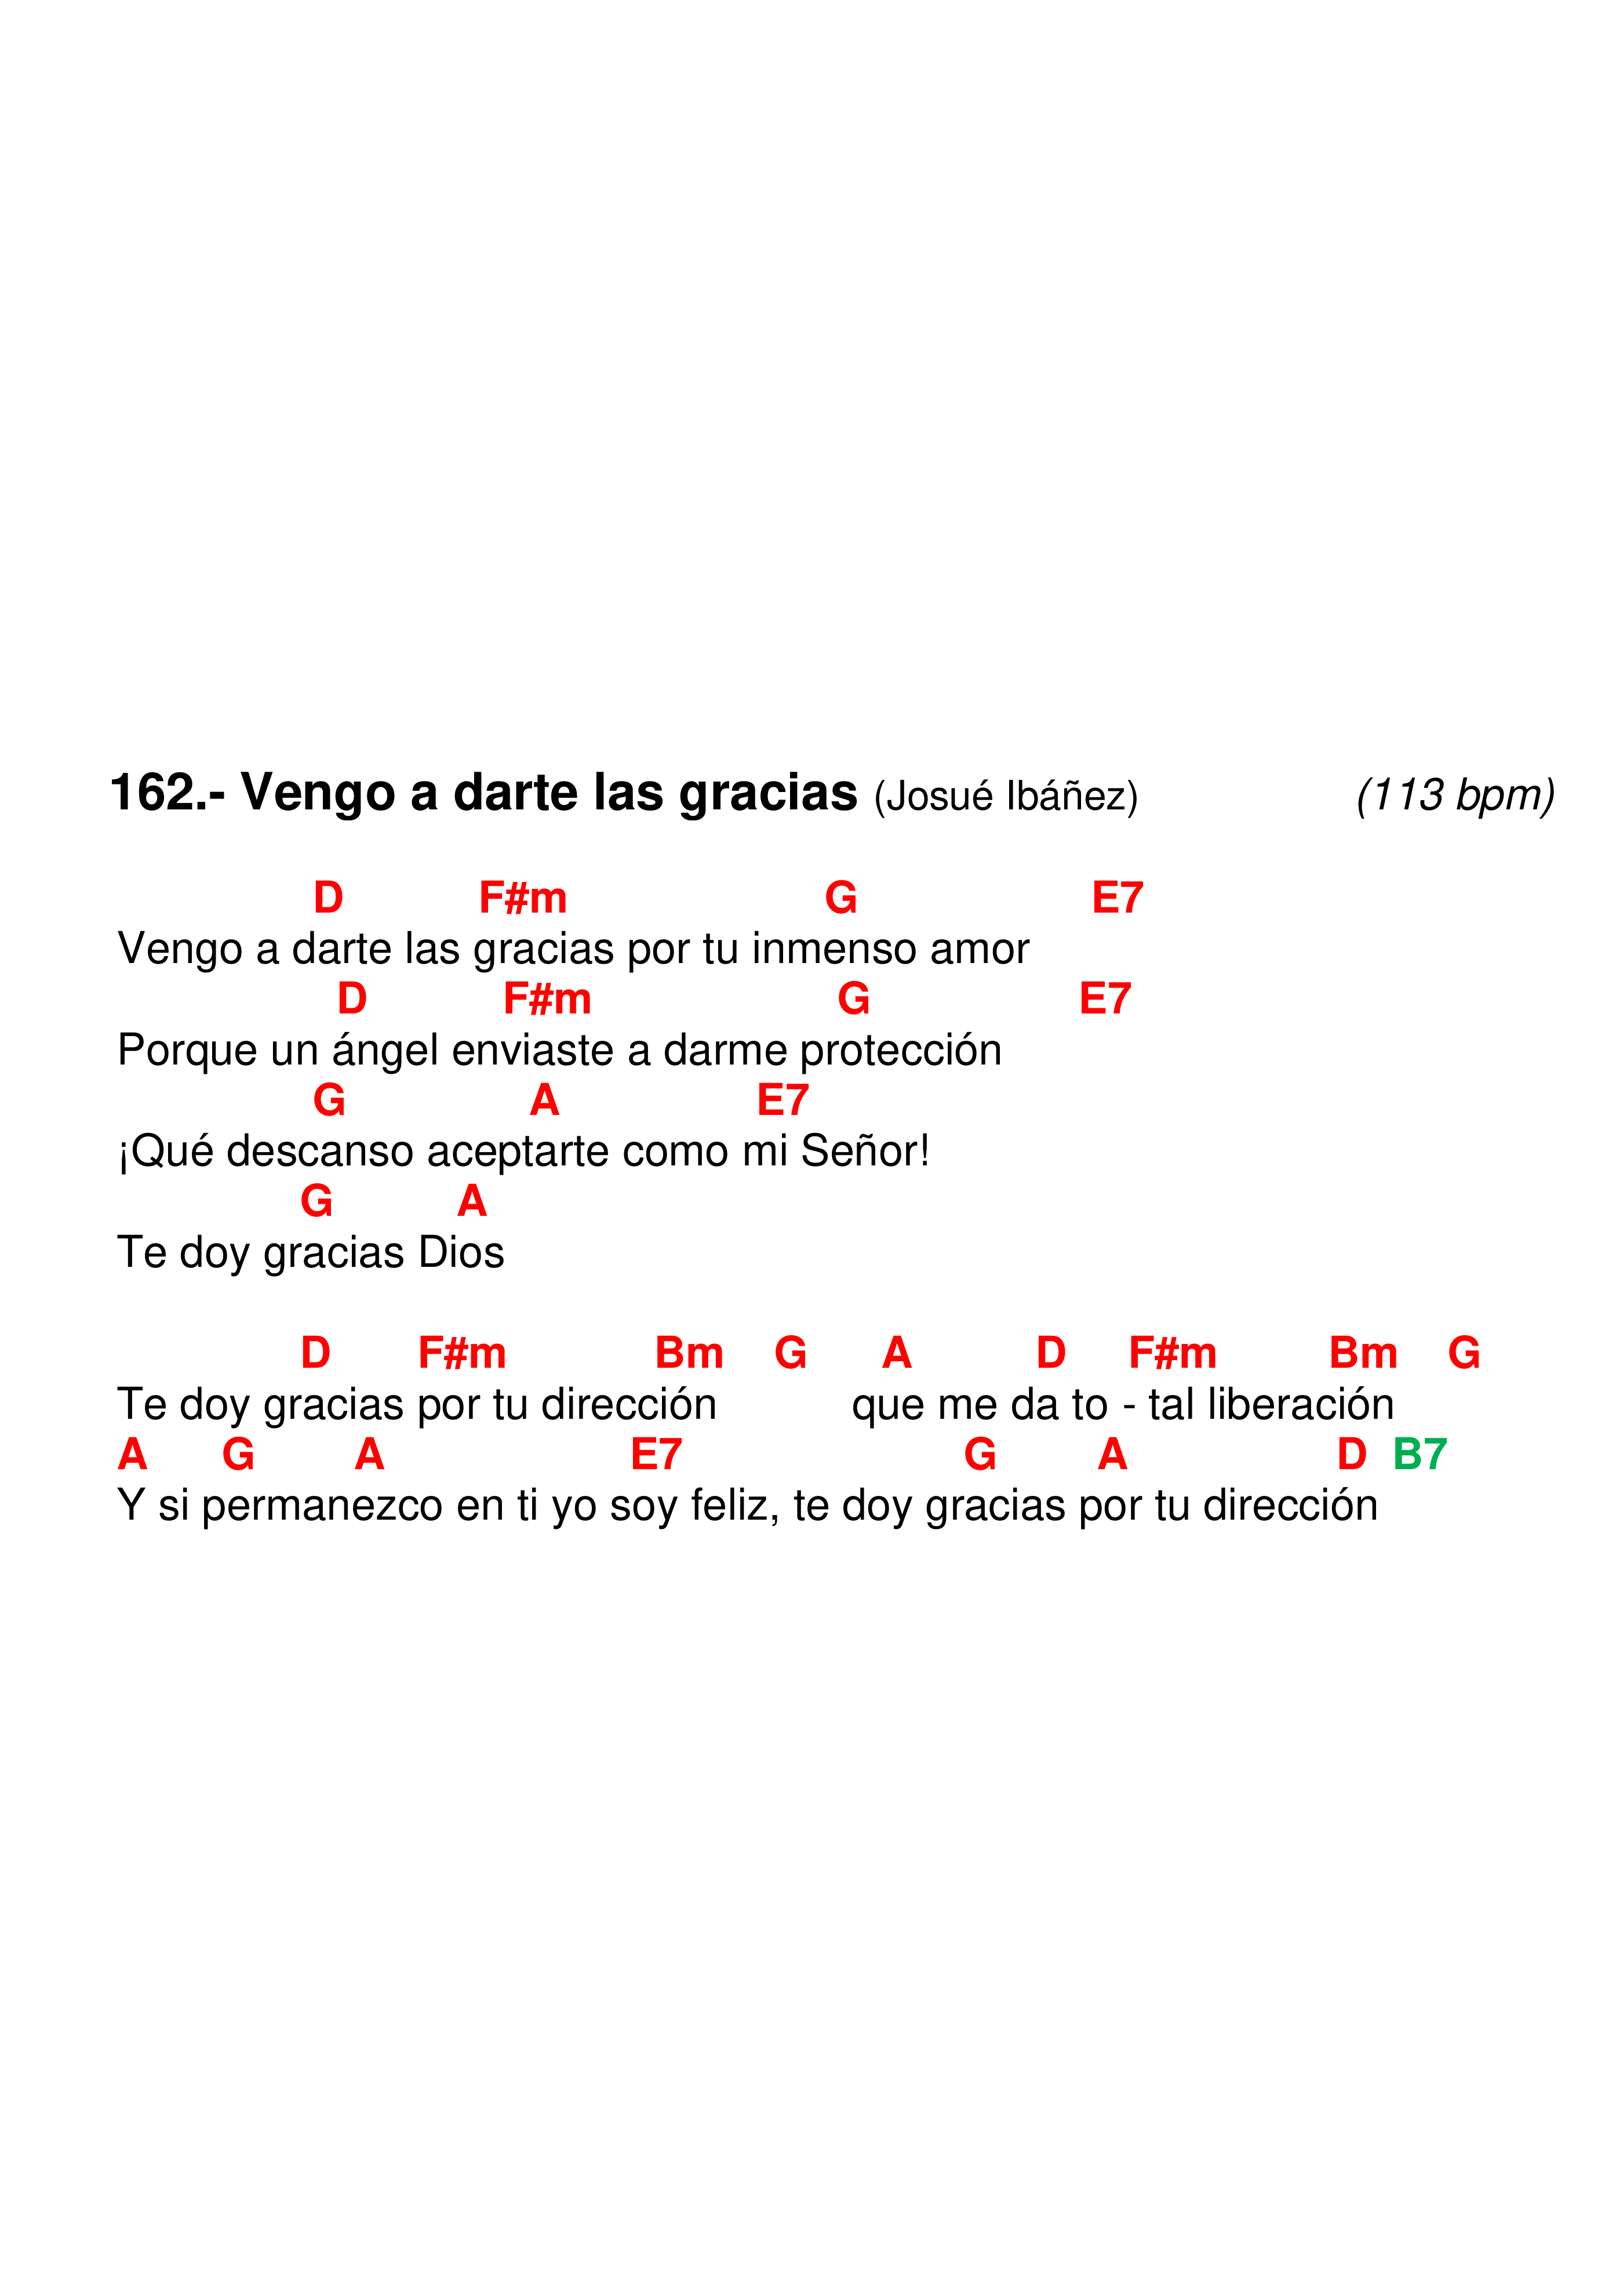 162.- Vengo a darte las gracias (Josué Ibáñez) (113 bpm)
D F#m G E7
Vengo a darte las gracias por tu inmenso amor
D F#m G E7
Porque un ángel enviaste a darme protección
G A E7
¡Qué descanso aceptarte como mi Señor!
G A
Te doy gracias Dios
D F#m Bm G A D F#m Bm G
Te doy gracias por tu dirección que me da to - tal liberación
A G A E7 G A D B7
Y si permanezco en ti yo soy feliz, te doy gracias por tu dirección